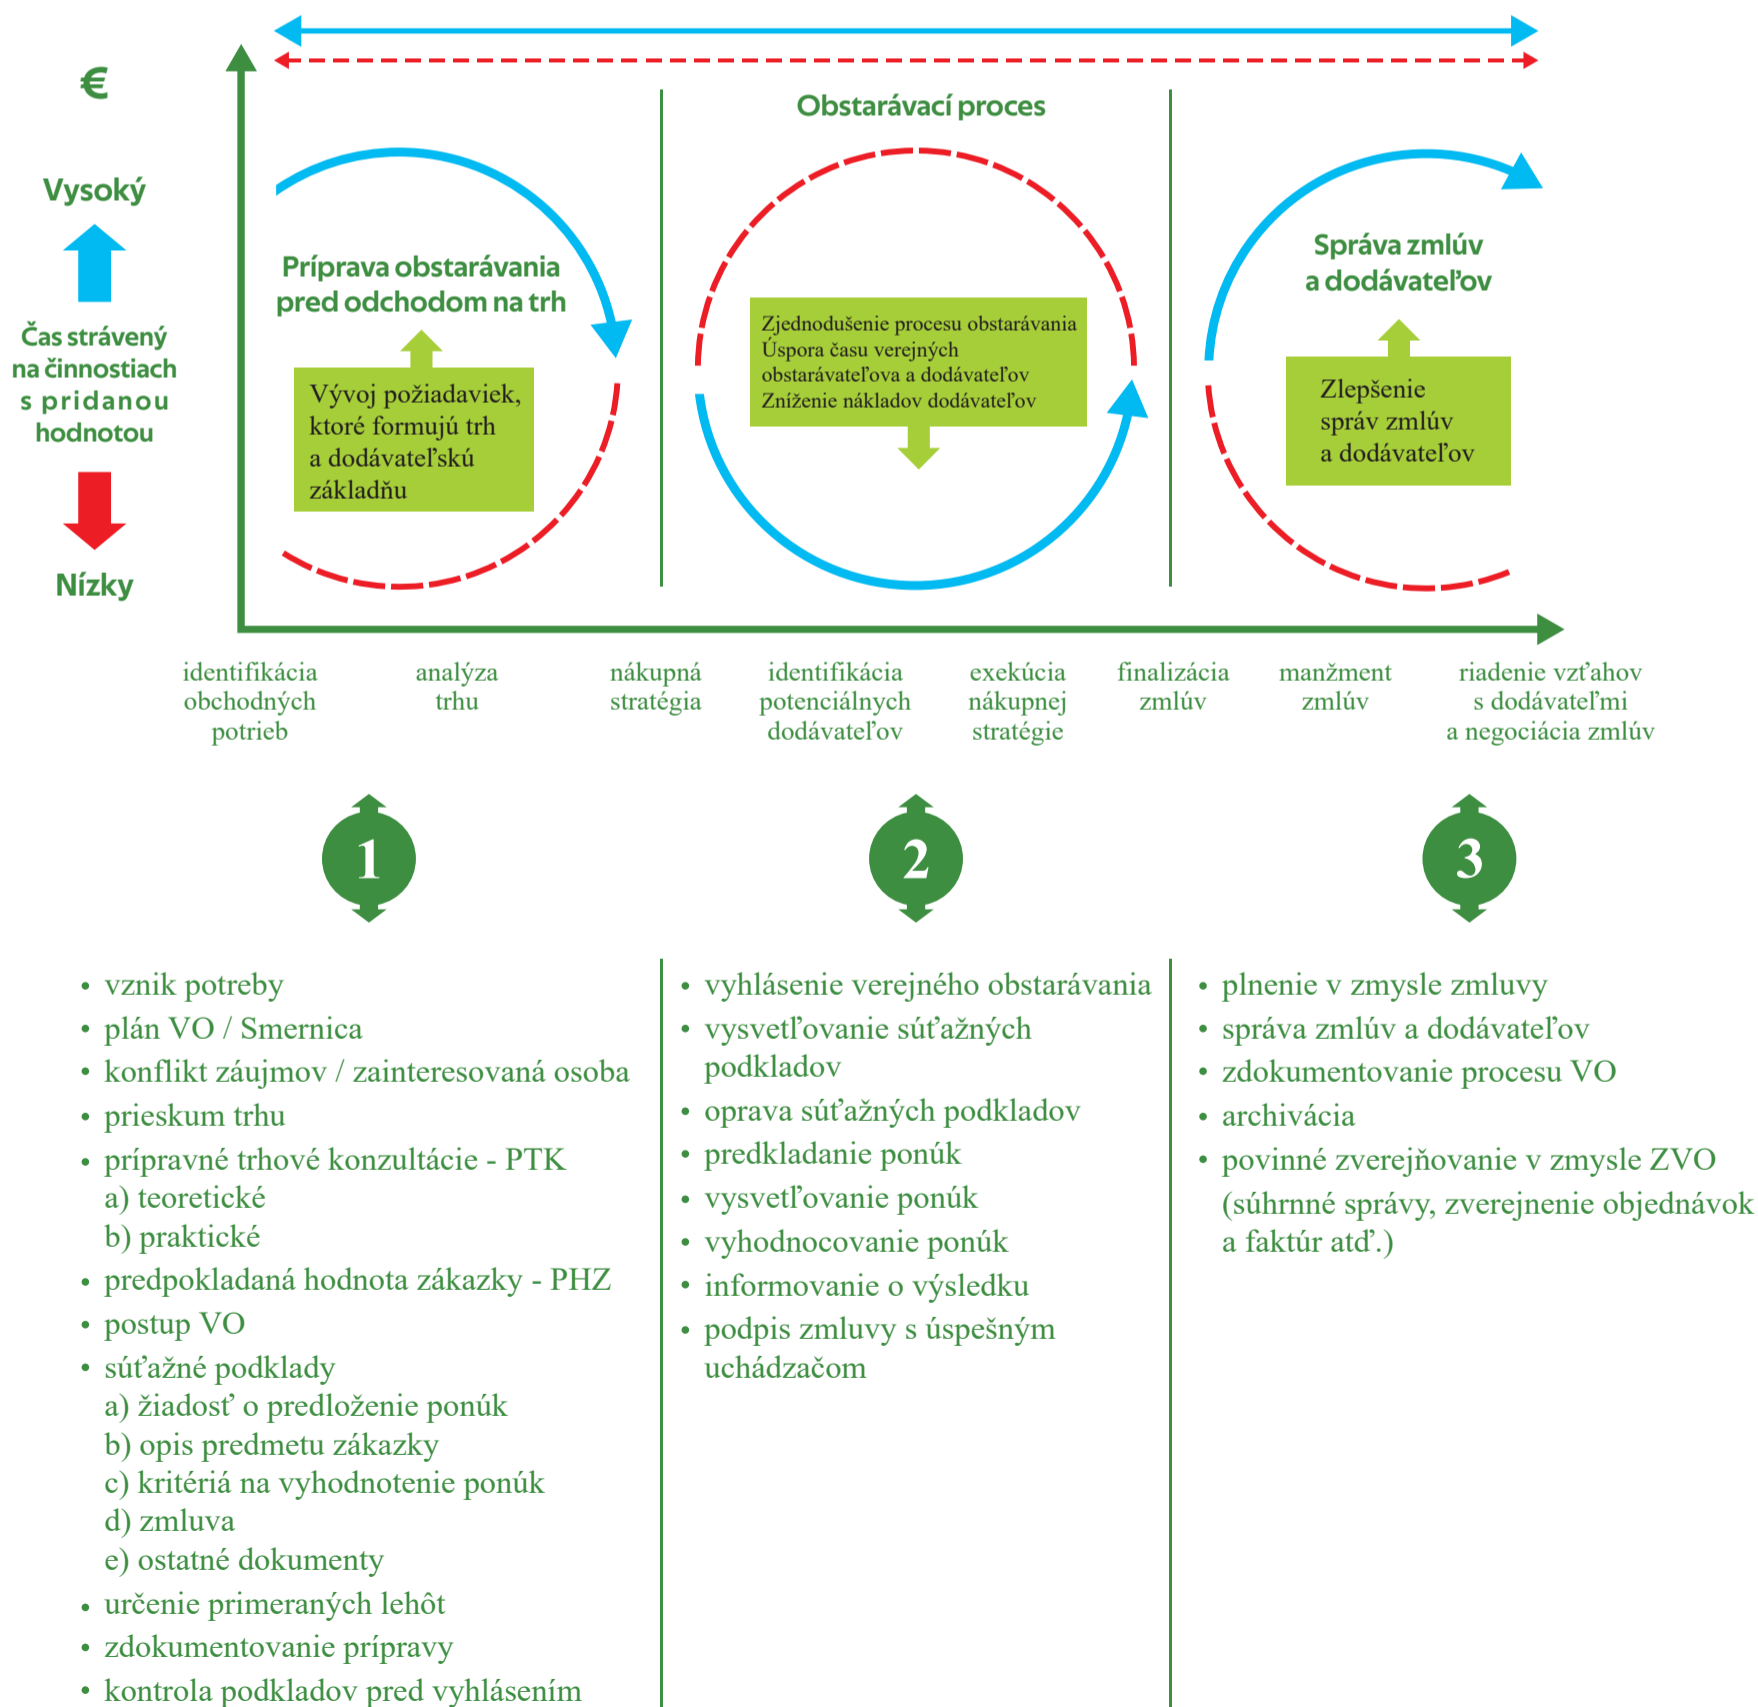 €
Vysoký
Čas strávený
na činnostiach
s pridanou
hodnotou
Nízky
Príprava obstarávania
pred odchodom na trh
Vývoj požiadaviek,
ktoré formujú trh
a dodávateľskú
základňu
Obstarávací proces
Zjednodušenie procesu obstarávania
Úspora času verejných
obstarávateľova a dodávateľov
Zníženie nákladov dodávateľov
Správa zmlúv
a dodávateľov
Zlepšenie
správ zmlúv
a dodávateľov
identifikácia
obchodných
potrieb
analýza
trhu
nákupná
stratégia
identifikácia
potenciálnych
dodávateľov
exekúcia
nákupnej
stratégie
finalizácia
zmlúv
manžment
zmlúv
riadenie vzťahov
s dodávateľmi
a negociácia zmlúv
1
2
3
• vznik potreby
• plán VO / Smernica
• konflikt záujmov / zainteresovaná osoba
• prieskum trhu
• prípravné trhové konzultácie - PTK
a) teoretické
b) praktické
• predpokladaná hodnota zákazky - PHZ
• postup VO
• súťažné podklady
a) žiadosť o predloženie ponúk
b) opis predmetu zákazky
c) kritériá na vyhodnotenie ponúk
d) zmluva
e) ostatné dokumenty
• určenie primeraných lehôt
• zdokumentovanie prípravy
• kontrola podkladov pred vyhlásením
• vyhlásenie verejného obstarávania
• vysvetľovanie súťažných
podkladov
• oprava súťažných podkladov
• predkladanie ponúk
• vysvetľovanie ponúk
• vyhodnocovanie ponúk
• informovanie o výsledku
• podpis zmluvy s úspešným
uchádzačom
• plnenie v zmysle zmluvy
• správa zmlúv a dodávateľov
• zdokumentovanie procesu VO
• archivácia
• povinné zverejňovanie v zmysle ZVO
(súhrnné správy, zverejnenie objednávok
a faktúr atď.)